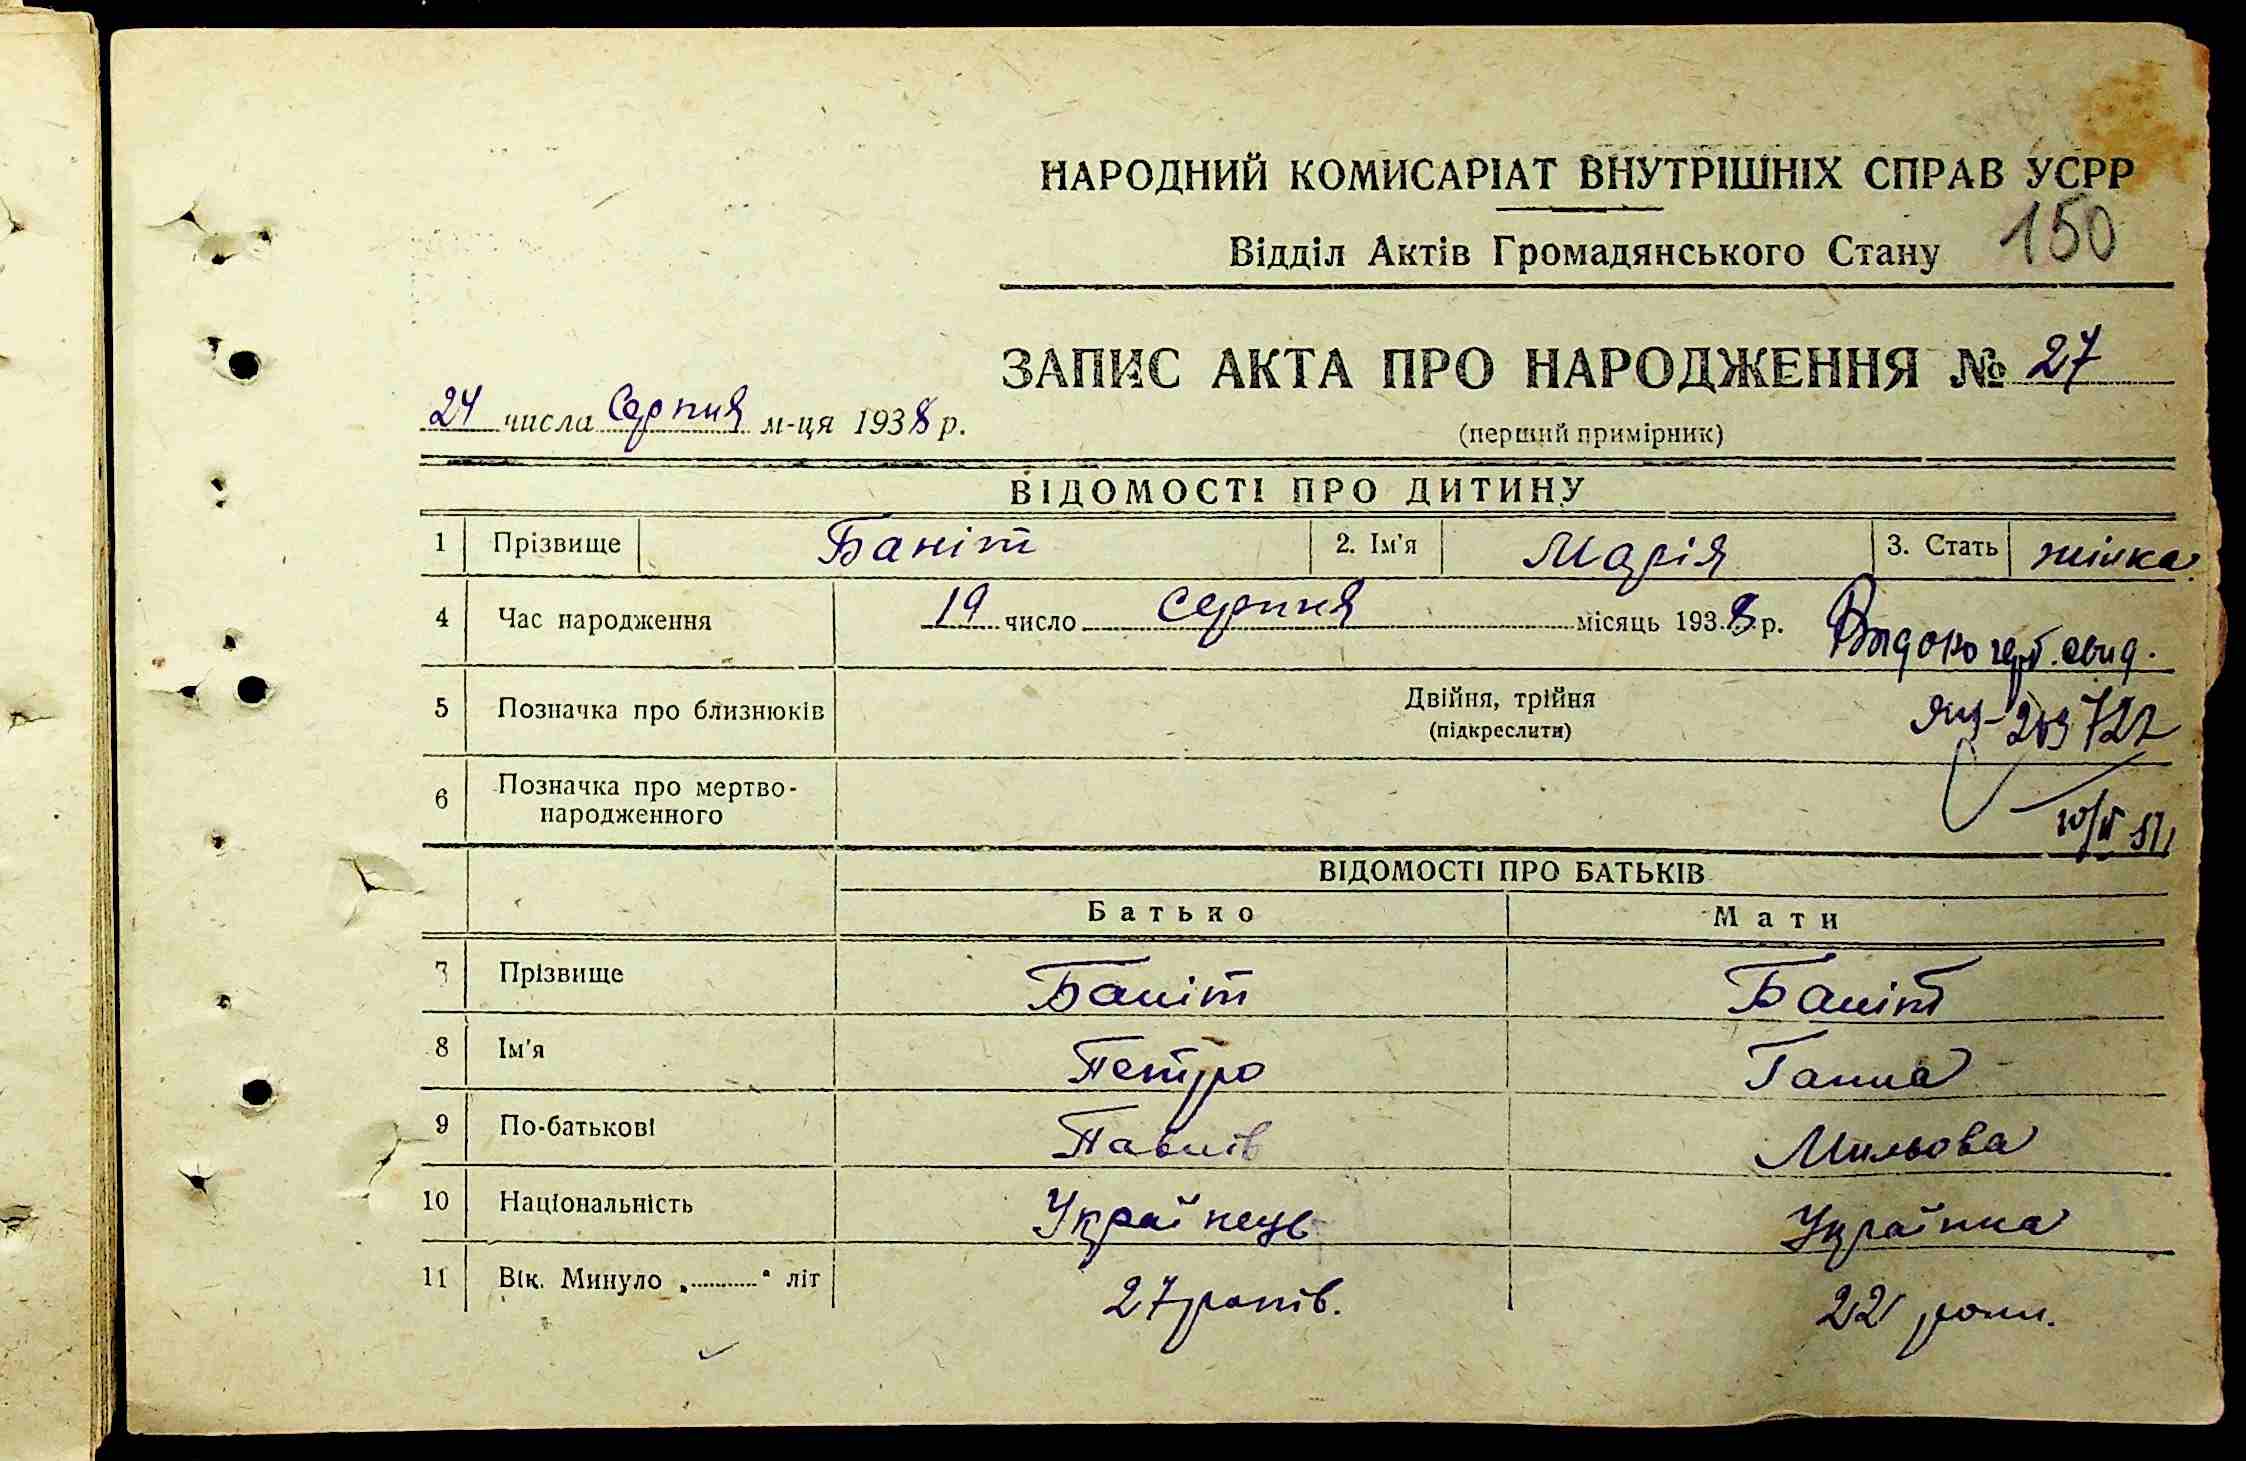 НАРОДНИЙ КОМИСАРІАТ ВНУТРІШНІХ СПРАВ УСРР
150
Відділ Актів Громадянського Стану
ЗАПИС АКТА ПРО НАРОДЖЕННЯ № 27
24 числа Серпня м-ця 1938 р.
(перший примірник)
ВІДОМОСТІ ПРО ДИТИНУ
1 Прізвище Баніт 2. Ім'я Марія 3. Стать жінка
4 Час народження 19 число серпня місяць 1938 р.
герб. свид.
5 Позначка про близнюків Двійня, трійня
(підкреслити)
6 Позначка про мертво-
народженного
ВІДОМОСТІ ПРО БАТЬКІВ
Батько Мати
7 Прізвище Баніт Баніт
8 Ім'я Петро Ганна
9 По-батькові Павлів
10 Національність Українець Українка
11 Вік. Минуло „..........“ літ 27 років. 22 роки.